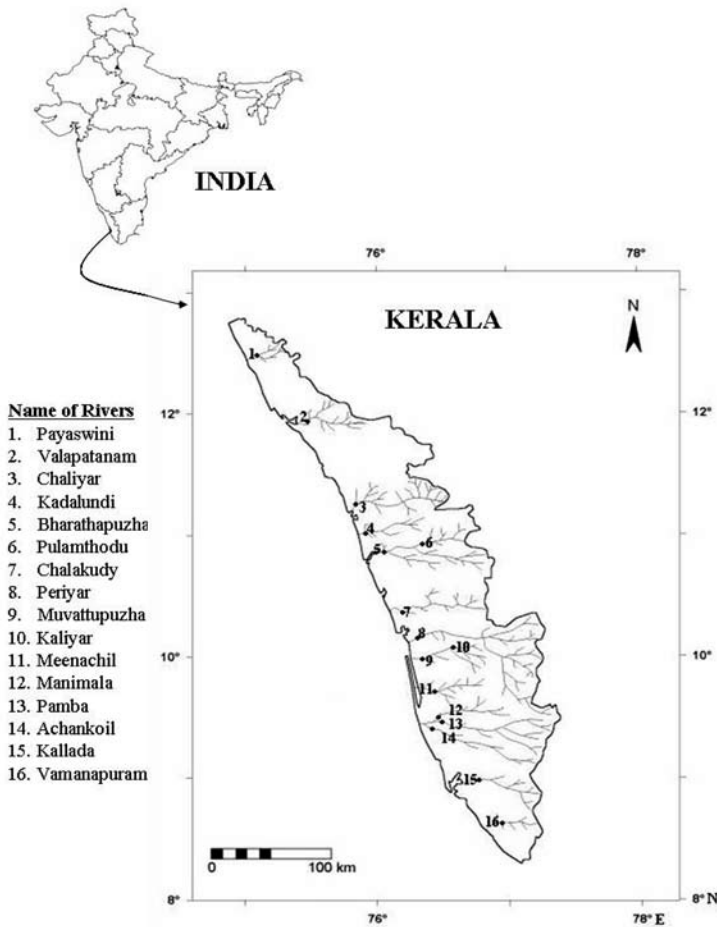 INDIA
76° 78°
KERALA
N
Name of Rivers
1. Payaswini
2. Valapatanam
3. Chaliyar
4. Kadalundi
5. Bharathapuzha
6. Pulamthodu
7. Chalakudy
8. Periyar
9. Muvattupuzha
10. Kaliyar
11. Meenachil
12. Manimala
13. Pamba
14. Achankoil
15. Kallada
16. Vamanapuram
1
12° 2 12°
3
4
5 6
7
8
10° 9 10 10°
11
12
13
14
15
16
0 100 km
8° 8° N
76° 78° E